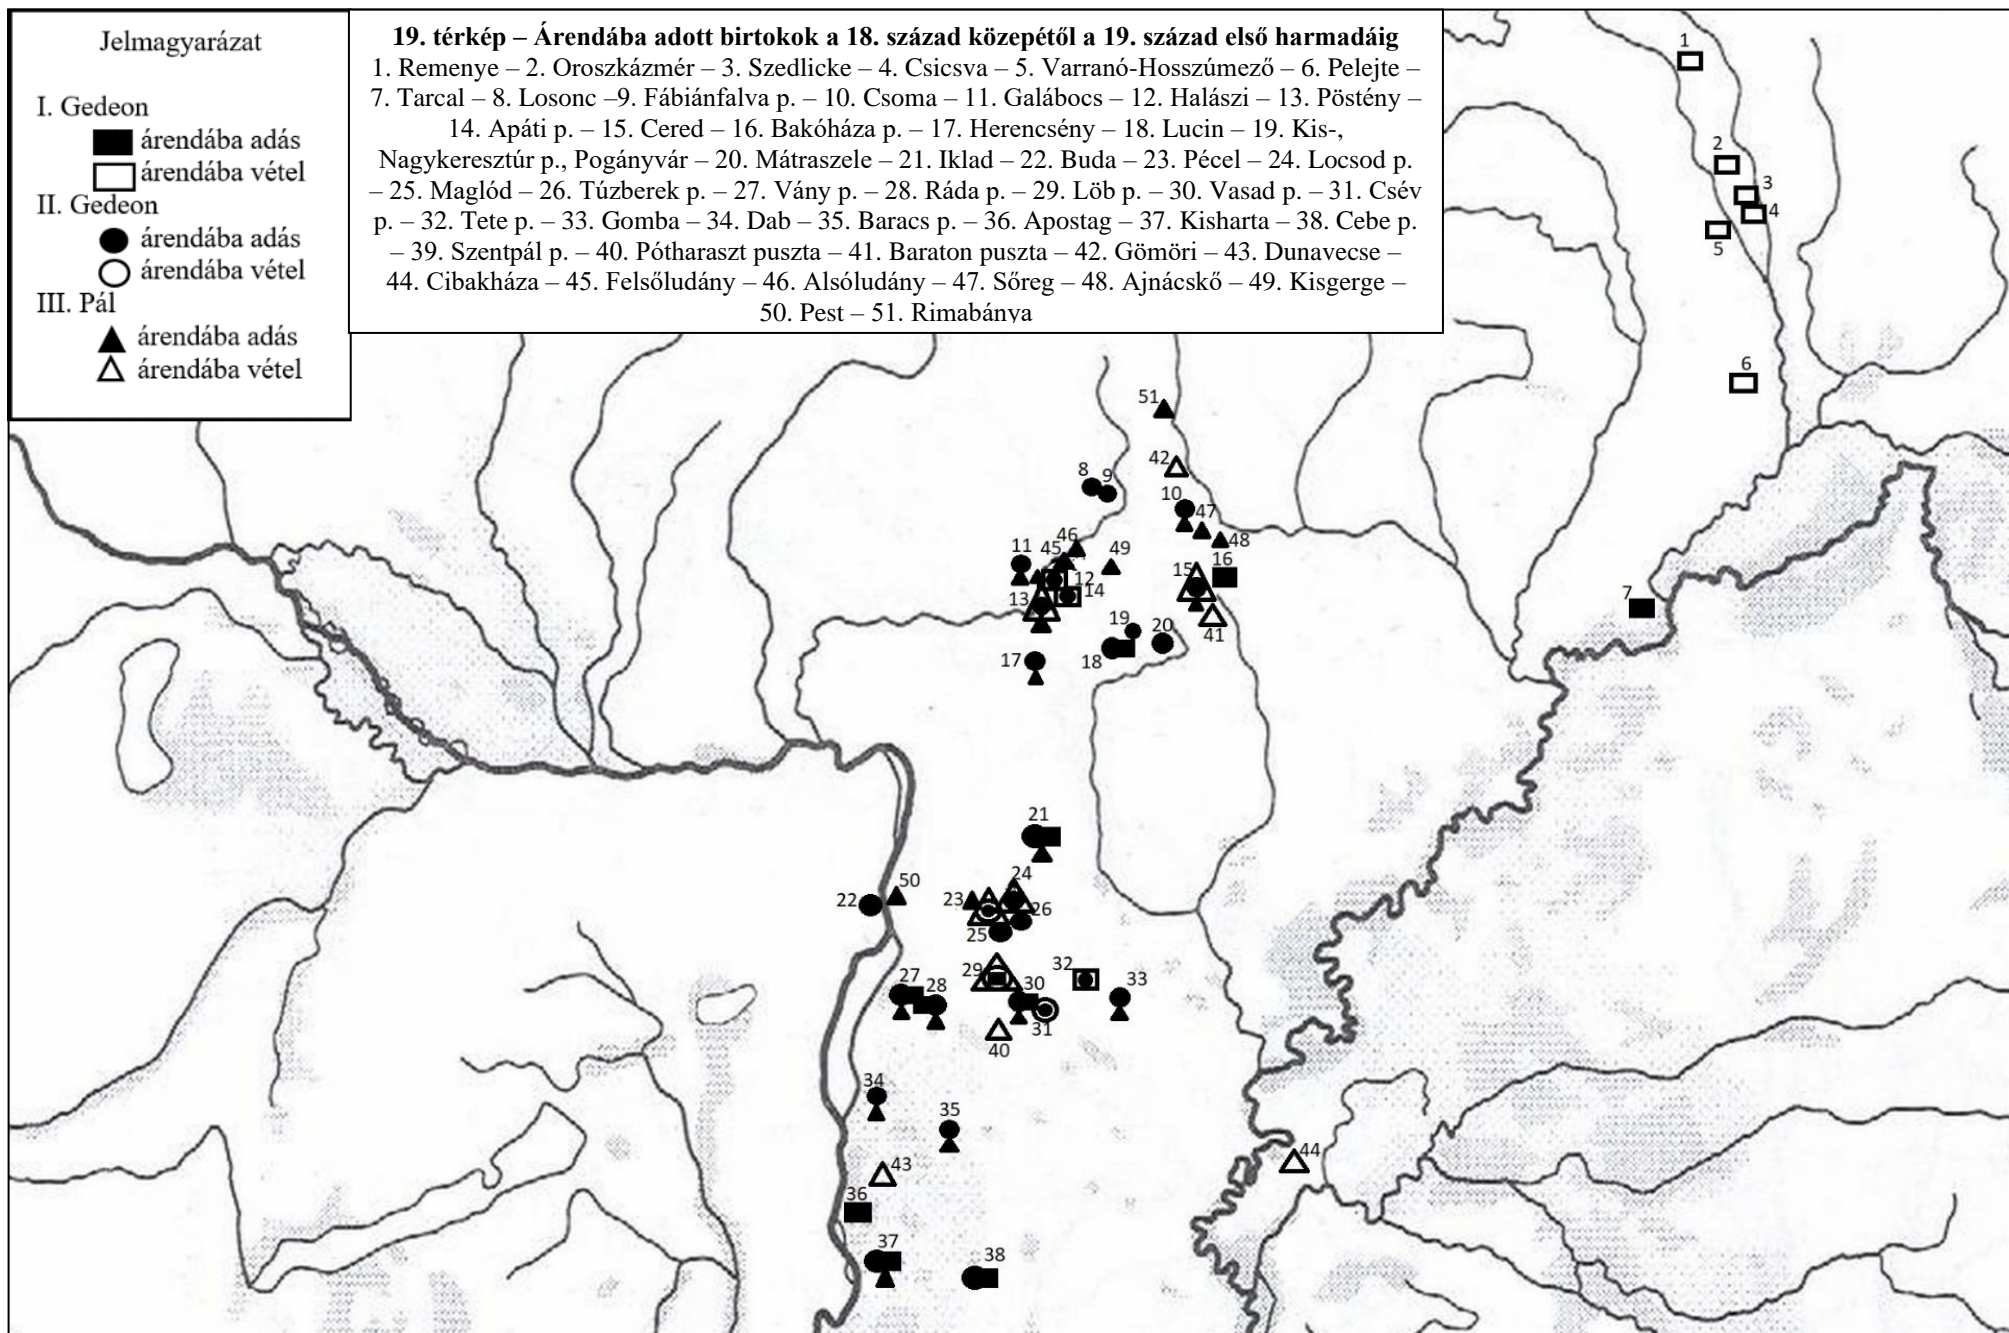 Jelmagyarázat
I. Gedeon
árendába adás
árendába vétel
II. Gedeon
árendába adás
árendába vétel
III. Pál
árendába adás
árendába vétel
19. térkép – Árendába adott birtokok a 18. század közepétől a 19. század első harmadáig
1. Remenye – 2. Oroszkázmér – 3. Szedlicke – 4. Csicsva – 5. Varranó-Hosszúmező – 6. Pelejte –
7. Tarcal – 8. Losonc –9. Fábiánfalva p. – 10. Csoma – 11. Galábocs – 12. Halászi – 13. Pöstény –
14. Apáti p. – 15. Cered – 16. Bakóháza p. – 17. Herencsény – 18. Lucin – 19. Kis-,
Nagykeresztúr p., Pogányvár – 20. Mátraszele – 21. Iklad – 22. Buda – 23. Pécel – 24. Locsod p.
– 25. Maglód – 26. Túzberek p. – 27. Vány p. – 28. Ráda p. – 29. Löb p. – 30. Vasad p. – 31. Csév
p. – 32. Tete p. – 33. Gomba – 34. Dab – 35. Baracs p. – 36. Apostag – 37. Kisharta – 38. Cebe p.
– 39. Szentpál p. – 40. Pótharaszt puszta – 41. Baraton puszta – 42. Gömöri – 43. Dunavecse –
44. Cibakháza – 45. Felsőludány – 46. Alsóludány – 47. Sőreg – 48. Ajnácskő – 49. Kisgerge –
50. Pest – 51. Rimabánya
1
2
3
4
5
6
51
42
8
9
10
47
48
46
11
45
49
12
15
16
14
13
7
19
20
41
17
18
21
50
24
22
23
26
25
29
32
27
28
30
33
31
40
34
35
44
43
36
37
38